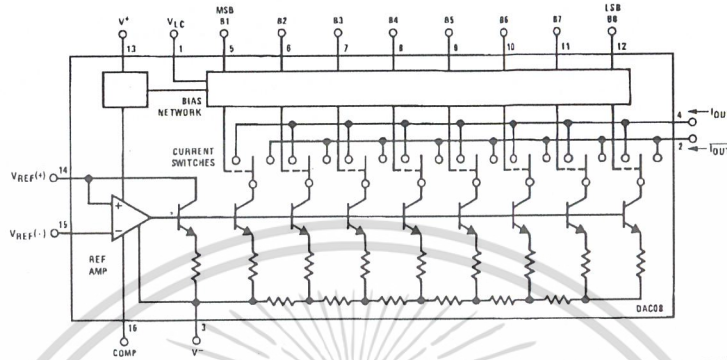 MSB
LSB
V+
VLC
B1
B2
B3
B4
B5
B6
B7
B8
13
1
5
6
7
8
9
10
11
12
BIAS
NETWORK
4
IOU
2
IOUT
CURRENT
SWITCHES
VREF(+)
14
15
VREF(-)
+
−
REF
AMP
16
3
DAC08
COMP
V−